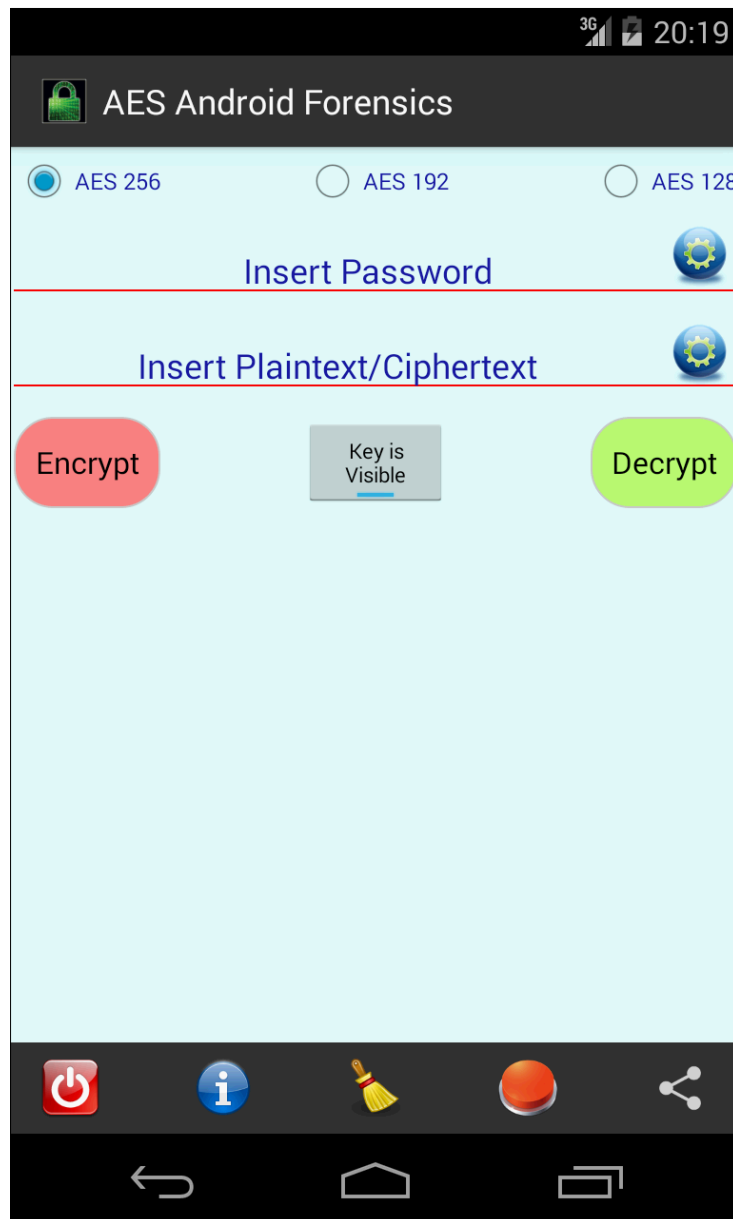 3G 20:19
AES Android Forensics
AES 256 AES 192 AES 128
Insert Password
Insert Plaintext/Ciphertext
Encrypt Key is Visible Decrypt